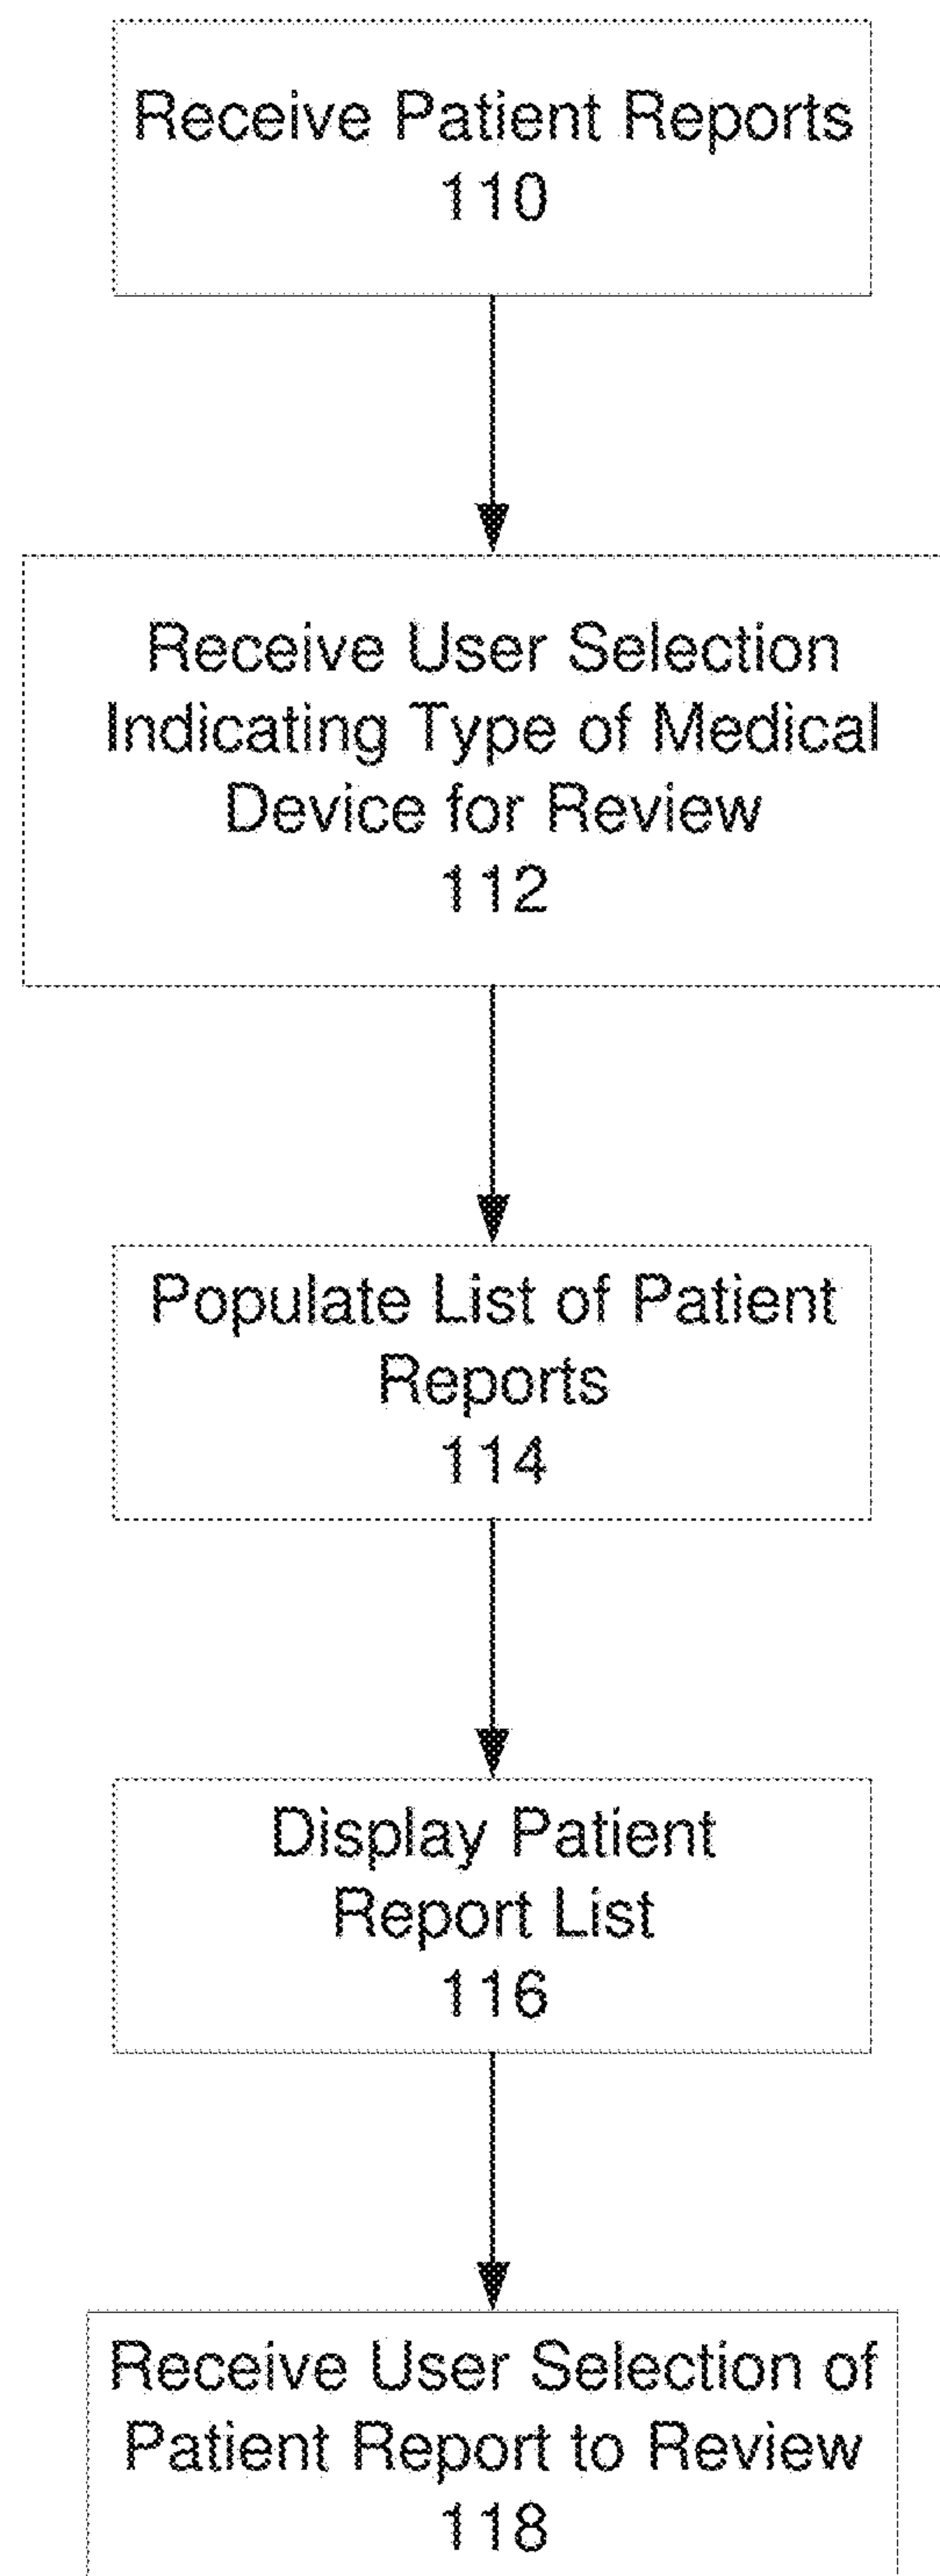 Receive Patient Reports
110
Receive User Selection
Indicating Type of Medical
Device for Review
112
Populate List of Patient
Reports
114
Display Patient
Report List
116
Receive User Selection of
Patient Report to Review
118